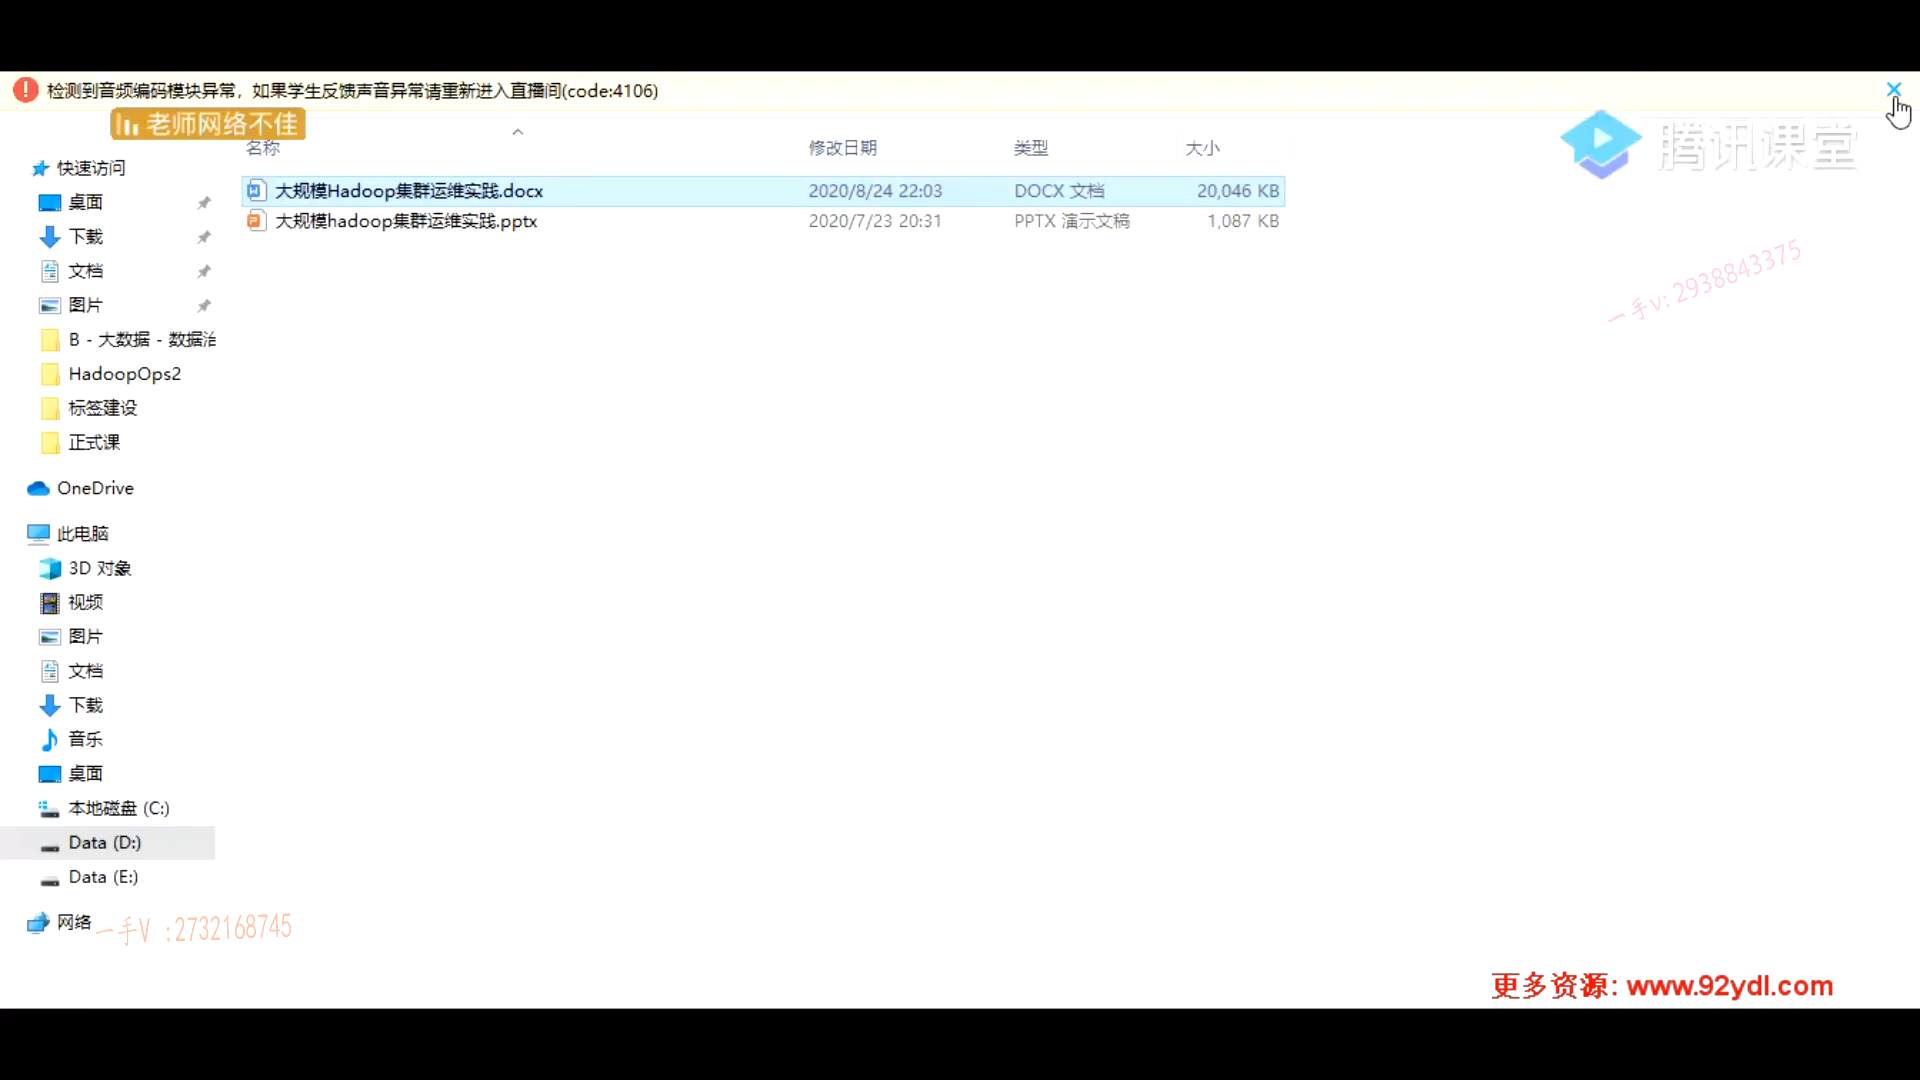 检测到音频编码模块异常，如果学生反馈声音异常请重新进入直播间(code:4106)
老师网络不佳
腾讯课堂
名称 修改日期 类型 大小
大规模Hadoop集群运维实践.docx 2020/8/24 22:03 DOCX 文档 20,046 KB
大规模hadoop集群运维实践.pptx 2020/7/23 20:31 PPTX 演示文稿 1,087 KB
一手v: 2938843375
快速访问
桌面
下载
文档
图片
B - 大数据 - 数据治
HadoopOps2
标签建设
正式课
OneDrive
此电脑
3D 对象
视频
图片
文档
下载
音乐
桌面
本地磁盘 (C:)
Data (D:)
Data (E:)
网络
一手V :2732168745
更多资源: www.92ydl.com